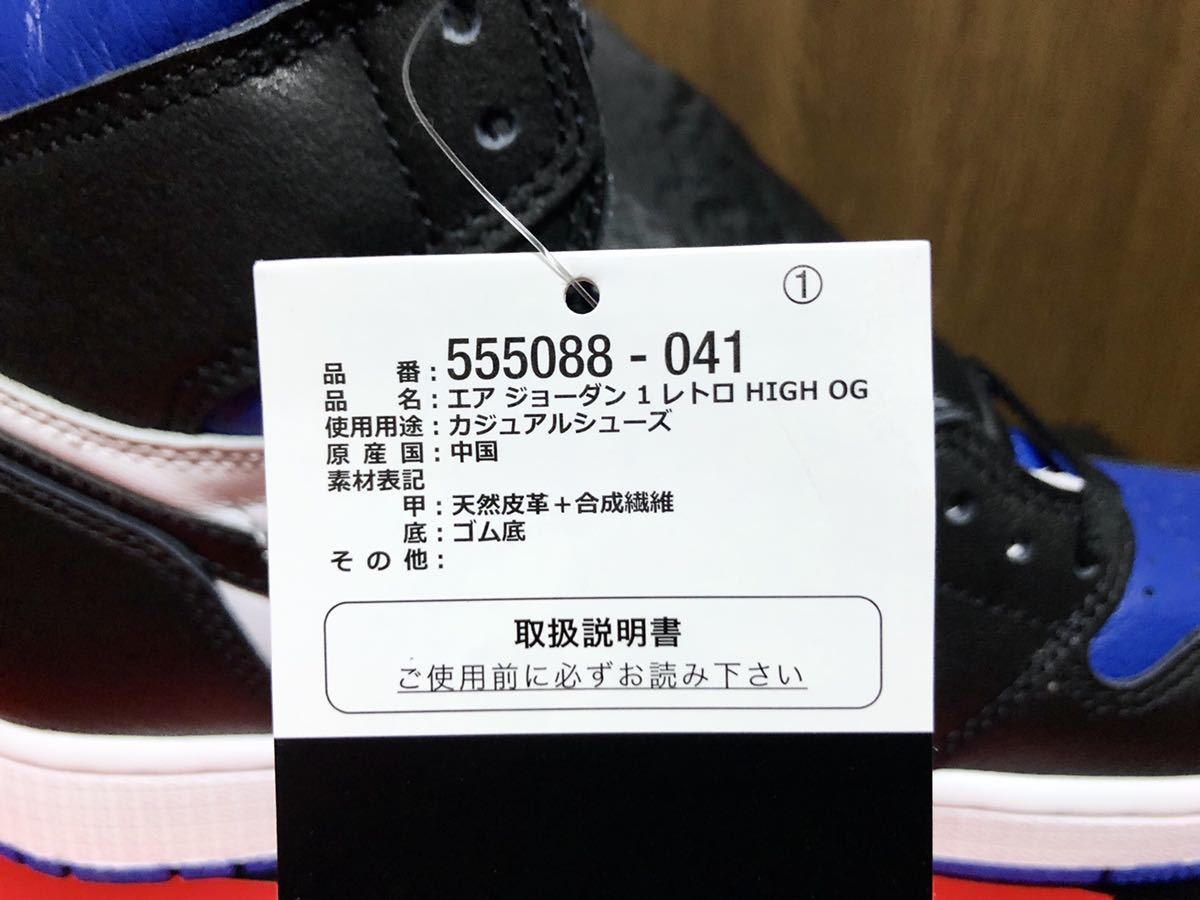 ①
品番:555088 - 041
品名:エア ジョーダン 1 レトロ HIGH OG
使用用途:カジュアルシューズ
原産国:中国
素材表記
甲:天然皮革+合成繊維
底:ゴム底
その他:
取扱説明書
ご使用前に必ずお読み下さい